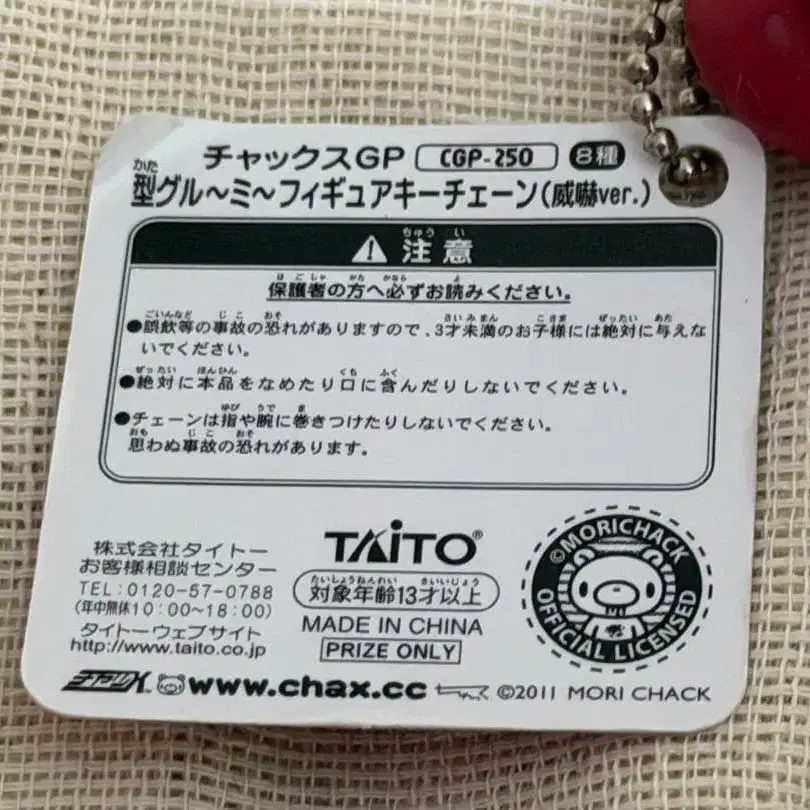 チャックスGP CGP-250 8種
かた
型グル〜ミ〜フィギュアキーチェーン(威嚇ver.)
ちゅう い
注意
ほ ご しゃ かた かなら よ
保護者の方へ必ずお読みください。
ごいんなど じ こ おそ さい み まん こ さま ぜったい あた
●誤飲等の事故の恐れがありますので、3才未満のお子様には絶対に与えな
いでください。
ぜったい ほんひん くち ふく
●絶対に本品をなめたり口に含んだりしないでください。
ゆび うで ま
●チェーンは指や腕に巻きつけたりしないでください。
おも じ こ おそ
思わぬ事故の恐れがあります。
株式会社タイトー
お客様相談センター
TEL:0120-57-0788
(年中無休10:00〜18:00)
タイトーウェブサイト
http://www.taito.co.jp
TAITO®
たいしょうねんれい さいいじょう
対象年齢13才以上
MADE IN CHINA
PRIZE ONLY
©MORICHACK
OFFICIAL LICENSED
チャックス www.chax.cc ©2011 MORI CHACK